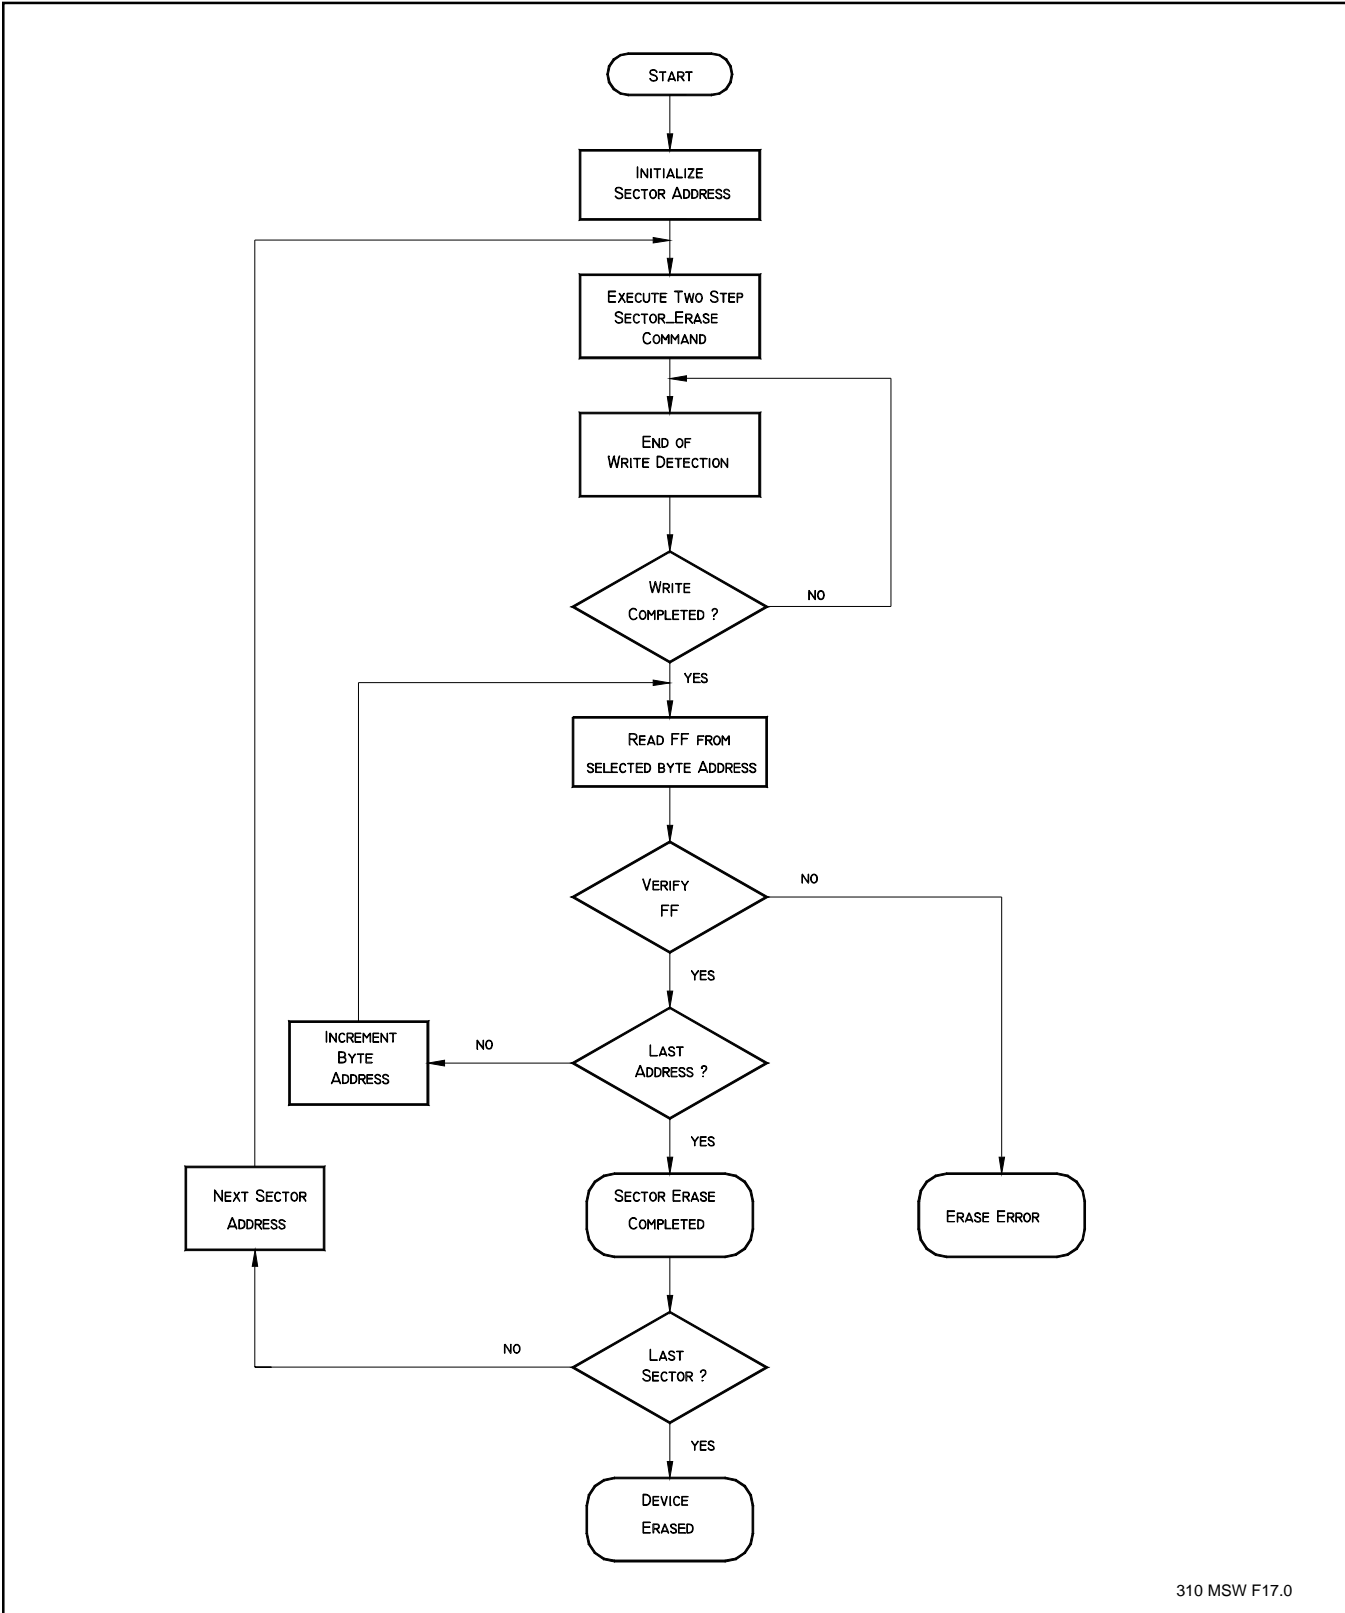 START
INITIALIZE
SECTOR ADDRESS
EXECUTE TWO STEP
SECTOR_ERASE
COMMAND
END OF
WRITE DETECTION
WRITE
COMPLETED ?
NO
YES
READ FF FROM
SELECTED BYTE ADDRESS
VERIFY
FF
NO
YES
INCREMENT
BYTE
ADDRESS
NO
LAST
ADDRESS ?
YES
NEXT SECTOR
ADDRESS
SECTOR ERASE
COMPLETED
ERASE ERROR
NO
LAST
SECTOR ?
YES
DEVICE
ERASED
310 MSW F17.0